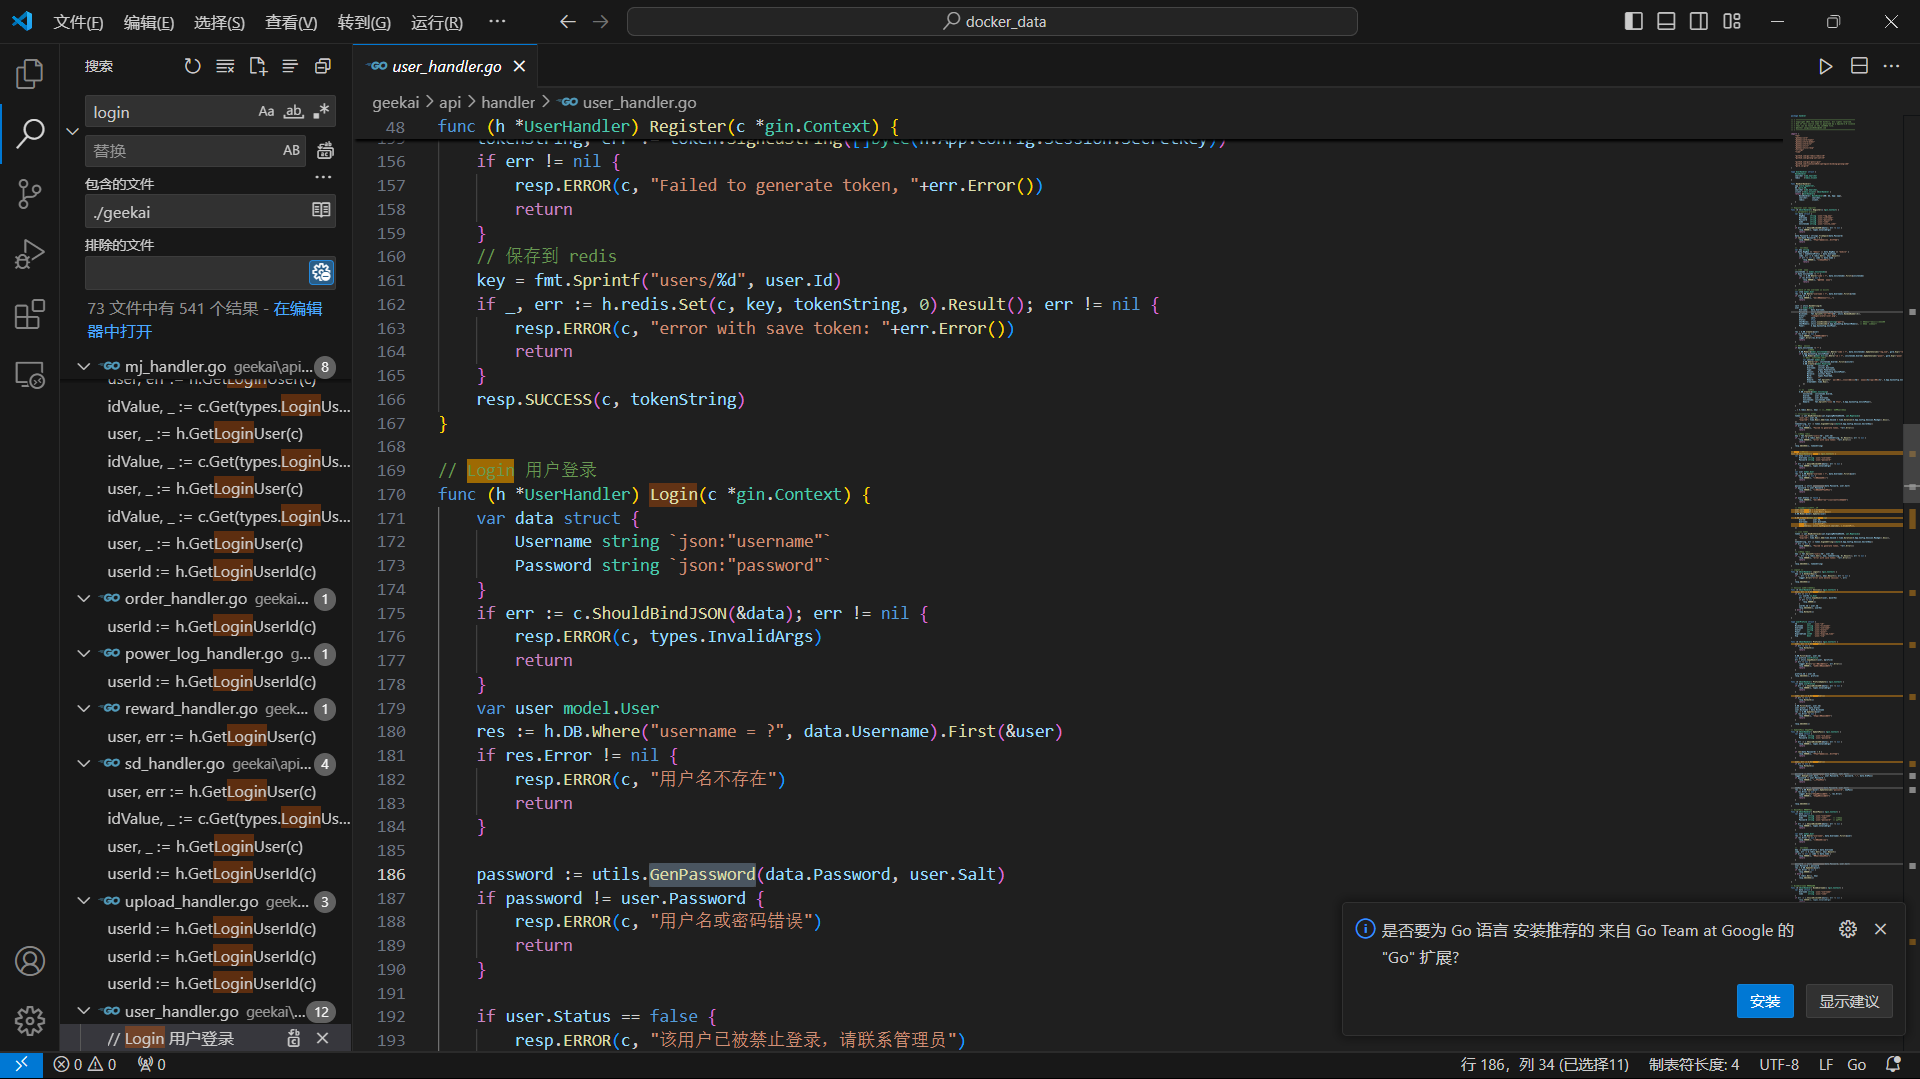 文件(F) 编辑(E) 选择(S) 查看(V) 转到(G) 运行(R) ··· docker_data
搜索
login Aa ab
替换 AB
包含的文件 ···
./geekai
排除的文件
73 文件中有 541 个结果 - 在编辑
器中打开
mj_handler.go geekai\api... 8
user, err := h.GetLoginUser(c)
idValue, _ := c.Get(types.LoginUs...
user, _ := h.GetLoginUser(c)
idValue, _ := c.Get(types.LoginUs...
user, _ := h.GetLoginUser(c)
idValue, _ := c.Get(types.LoginUs...
user, _ := h.GetLoginUser(c)
userId := h.GetLoginUserId(c)
order_handler.go geekai... 1
userId := h.GetLoginUserId(c)
power_log_handler.go g... 1
userId := h.GetLoginUserId(c)
reward_handler.go geek... 1
user, err := h.GetLoginUser(c)
sd_handler.go geekai\api... 4
user, err := h.GetLoginUser(c)
idValue, _ := c.Get(types.LoginUs...
user, _ := h.GetLoginUser(c)
userId := h.GetLoginUserId(c)
upload_handler.go geek... 3
userId := h.GetLoginUserId(c)
userId := h.GetLoginUserId(c)
userId := h.GetLoginUserId(c)
user_handler.go geekai\... 12
// Login 用户登录
GO user_handler.go
geekai > api > handler > GO user_handler.go
48 func (h *UserHandler) Register(c *gin.Context) {
155 tokenString, err := token.SignedString([]byte(h.App.Config.Session.SecretKey))
156 if err != nil {
157 resp.ERROR(c, "Failed to generate token, "+err.Error())
158 return
159 }
160 // 保存到 redis
161 key = fmt.Sprintf("users/%d", user.Id)
162 if _, err := h.redis.Set(c, key, tokenString, 0).Result(); err != nil {
163 resp.ERROR(c, "error with save token: "+err.Error())
164 return
165 }
166 resp.SUCCESS(c, tokenString)
167 }
168
169 // Login 用户登录
170 func (h *UserHandler) Login(c *gin.Context) {
171 var data struct {
172 Username string `json:"username"`
173 Password string `json:"password"`
174 }
175 if err := c.ShouldBindJSON(&data); err != nil {
176 resp.ERROR(c, types.InvalidArgs)
177 return
178 }
179 var user model.User
180 res := h.DB.Where("username = ?", data.Username).First(&user)
181 if res.Error != nil {
182 resp.ERROR(c, "用户名不存在")
183 return
184 }
185
186 password := utils.GenPassword(data.Password, user.Salt)
187 if password != user.Password {
188 resp.ERROR(c, "用户名或密码错误")
189 return
190 }
191
192 if user.Status == false {
193 resp.ERROR(c, "该用户已被禁止登录，请联系管理员")
是否要为 Go 语言 安装推荐的 来自 Go Team at Google 的
"Go" 扩展?
安装 显示建议
0 0 0 行 186，列 34 (已选择11) 制表符长度: 4 UTF-8 LF Go